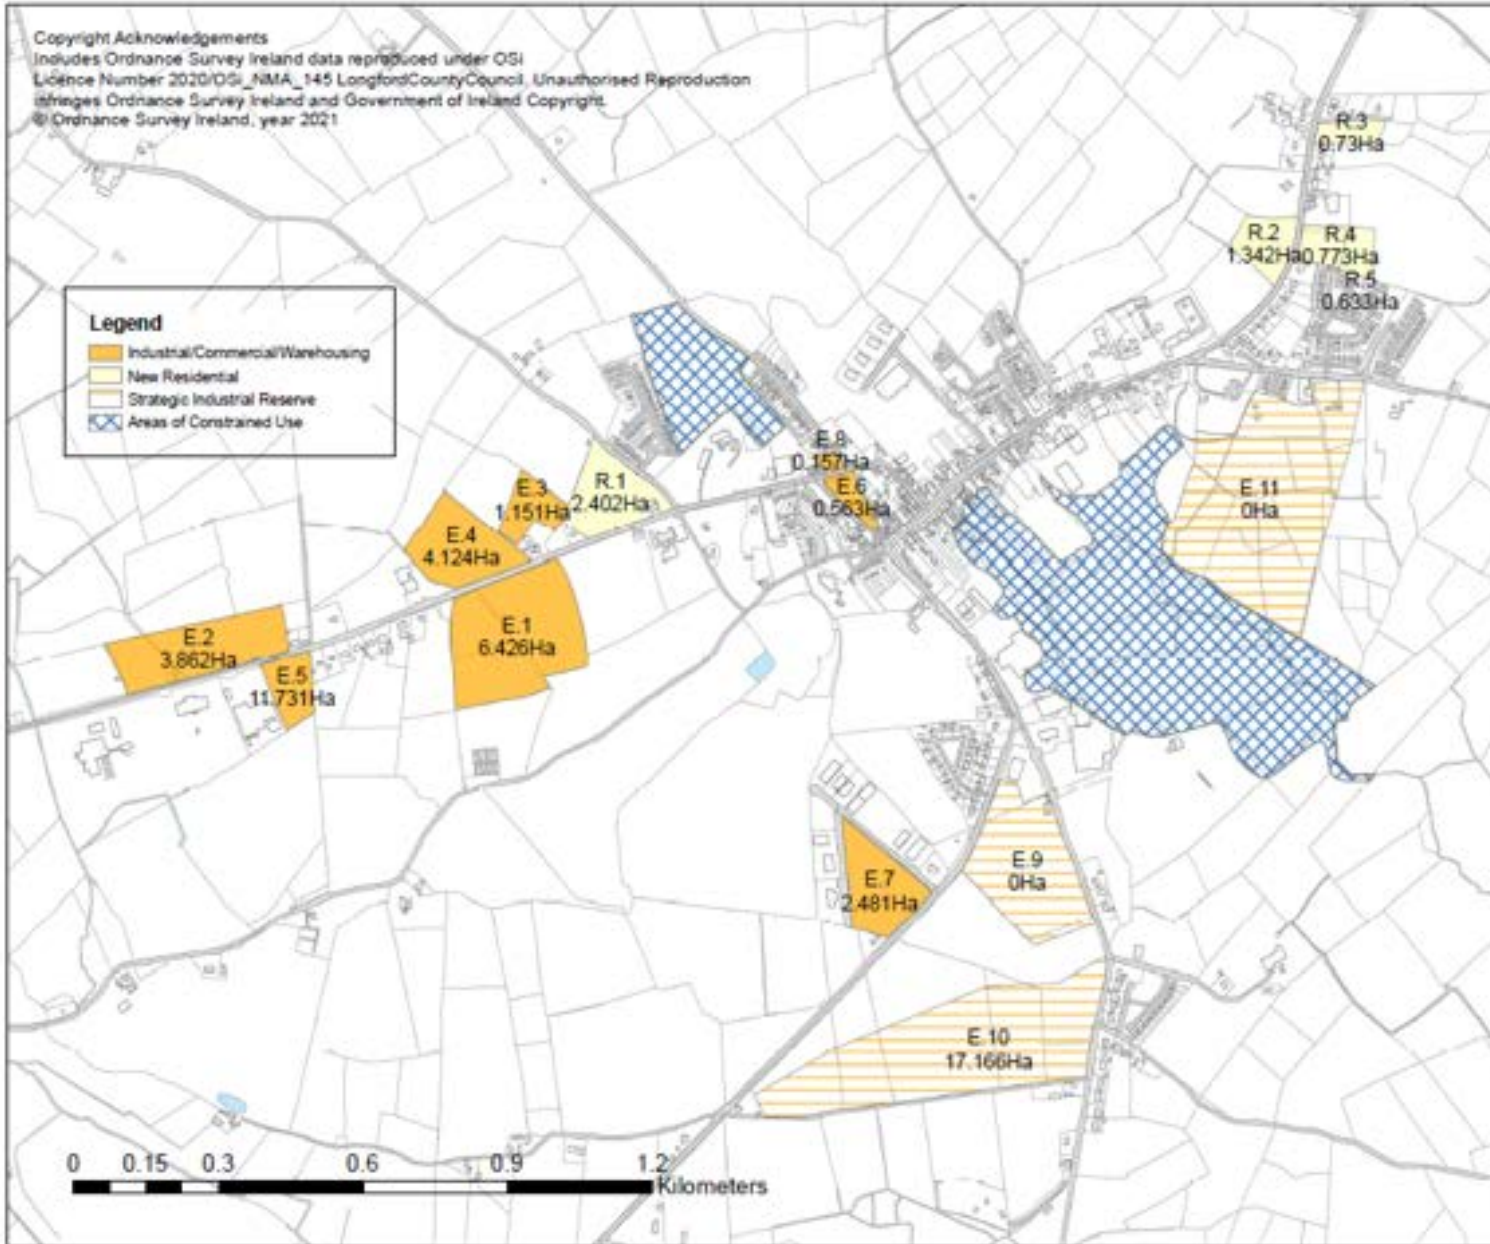 Copyright Acknowledgements
Includes Ordnance Survey Ireland data reproduced under OSi
Licence Number 2020/OSi_NMA_145 LongfordCountyCouncil. Unauthorised Reproduction
infringes Ordnance Survey Ireland and Government of Ireland Copyright.
© Ordnance Survey Ireland, year 2021
R.3
0.73Ha
R.2
1.342Ha
R.4
0.773Ha
R.5
0.633Ha
Legend
Industrial/Commercial/Warehousing
New Residential
Strategic Industrial Reserve
Areas of Constrained Use
E.8
0.157Ha
E.6
0.563Ha
R.1
2.402Ha
E.3
1.151Ha
E.4
4.124Ha
E.11
0Ha
E.1
6.426Ha
E.2
3.862Ha
E.5
11.731Ha
E.9
0Ha
E.7
2.481Ha
E.10
17.166Ha
0 0.15 0.3 0.6 0.9 1.2
Kilometers